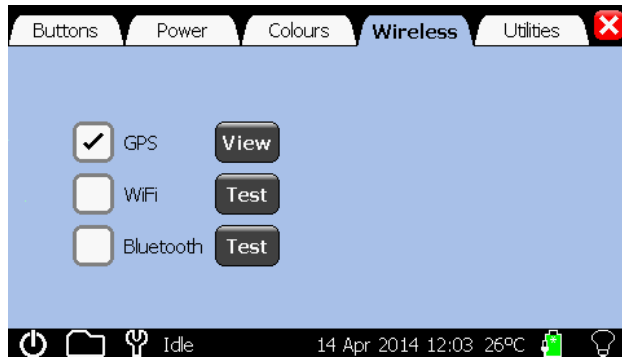 Buttons Power Colours Wireless Utilities
GPS View
WiFi Test
Bluetooth Test
Idle 14 Apr 2014 12:03 26ºC